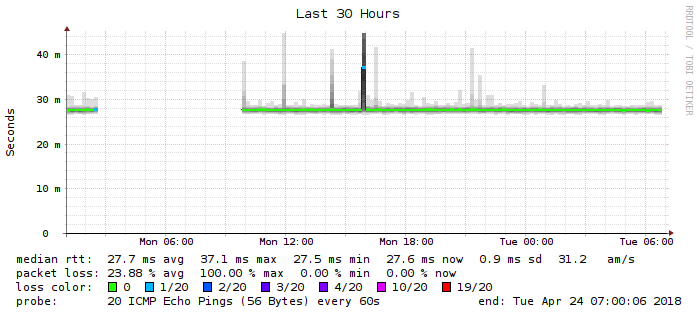 Last 30 Hours
RRDTOOL / TOBI OETIKER
Seconds
40 m
30 m
20 m
10 m
0
Mon 06:00 Mon 12:00 Mon 18:00 Tue 00:00 Tue 06:00
median rtt: 27.7 ms avg 37.1 ms max 27.5 ms min 27.6 ms now 0.9 ms sd 31.2 am/s
packet loss: 23.88 % avg 100.00 % max 0.00 % min 0.00 % now
loss color: 0 1/20 2/20 3/20 4/20 10/20 19/20
probe: 20 ICMP Echo Pings (56 Bytes) every 60s end: Tue Apr 24 07:00:06 2018